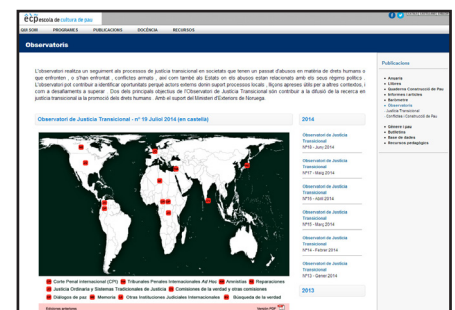 ecp escola de cultura de pau
QUI SOM PROGRAMES PUBLICACIONS DOCÈNCIA RECURSOS
Observatoris
L'observatori realitza un seguiment als processos de justícia transicional en societats que tenen un passat d'abusos en matèria de drets humans o
que enfronten , o s'han enfrontat , conflictes armats , així com també als Estats en els abusos estan relacionats amb els seus règims polítics .
L'observatori pot contribuir a identificar oportunitats perquè actors externs donin suport processos locals , lliçons apreses útils per a altres contextos, i
com a desafiaments a superar . Dos dels principals objectius de l'Observatori de Justícia Transicional són contribuir a la difusió de la recerca en
justícia transicional ia la promoció dels drets humans . Amb el suport del Ministeri d'Exteriors de Noruega.
Observatori de Justícia Transicional - nº 19 Juliol 2014 (en castellà)
Corte Penal Internacional (CPI) Tribunales Penales Internacionales Ad Hoc Amnistías Reparaciones
Justicia Ordinaria y Sistemas Tradicionales de Justicia Comisiones de la verdad y otras comisiones
Diálogos de paz Memoria Otras Instituciones Judiciales Internacionales Búsqueda de la verdad
Ediciones anteriores Versión PDF
2014
Observatori de Justícia
Transicional
Nº18 - Juny 2014
Observatori de Justícia
Transicional
Nº17 - Maig 2014
Observatori de Justícia
Transicional
Nº16 - Abril 2014
Observatori de Justícia
Transicional
Nº15 - Març 2014
Observatori de Justícia
Transicional
Nº14 - Febrer 2014
Observatori de Justícia
Transicional
Nº13 - Gener 2014
2013
Publicacions
Anuaris
Llibres
Quaderns Construcció de Pau
Informes i articles
Baròmetre
Observatoris
Justícia Transicional
Conflictes i Construcció de Pau
Gènere i pau
Butlletins
Base de dades
Recursos pedagògics